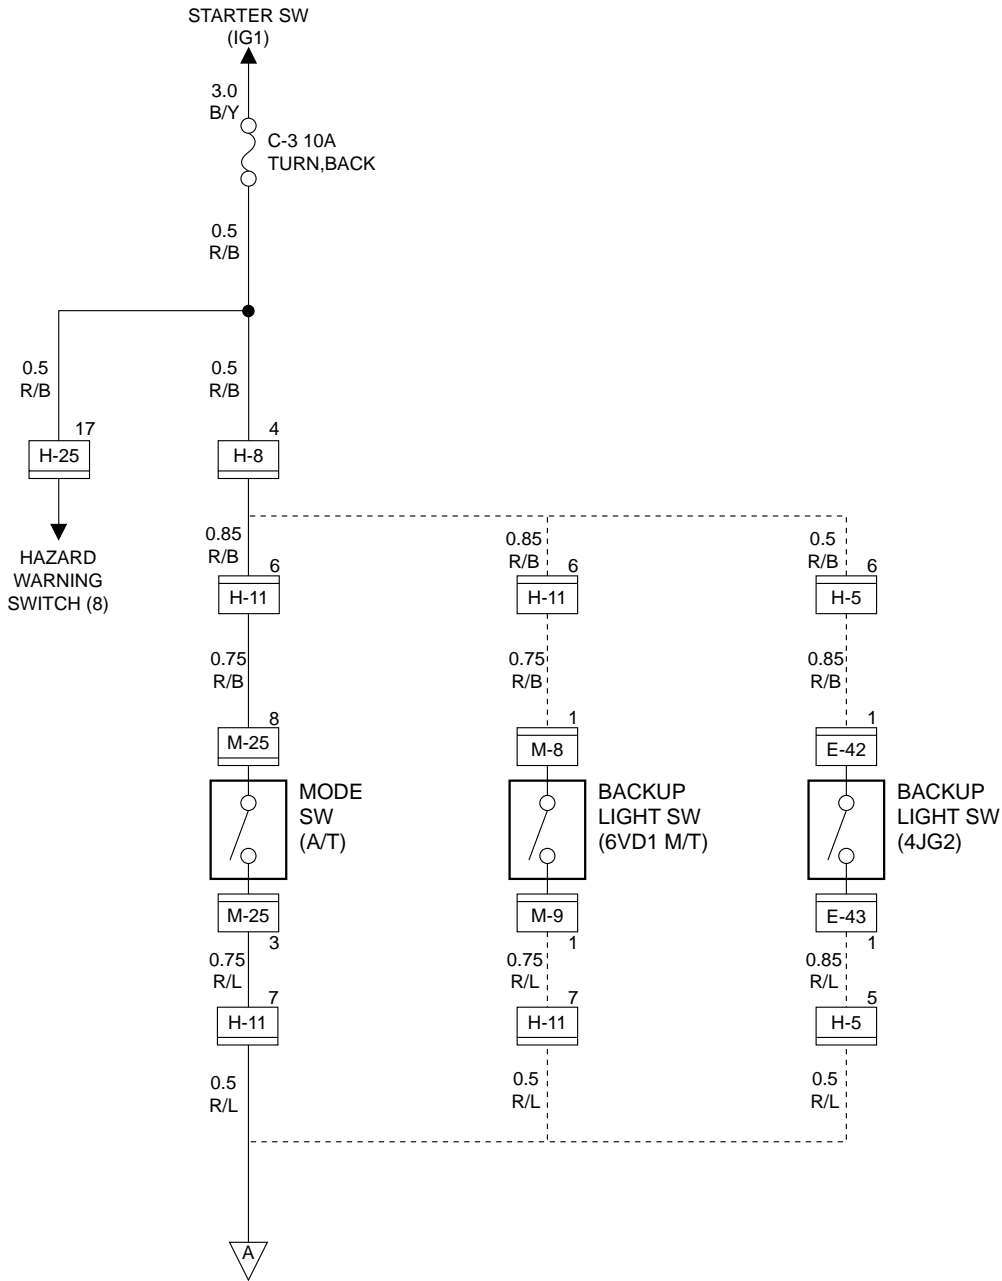 STARTER SW
(IG1)
3.0
B/Y
C-3 10A
TURN,BACK
0.5
R/B
0.5
R/B
0.5
R/B
17
H-25
4
H-8
HAZARD
WARNING
SWITCH (8)
0.85
R/B
0.85
R/B
0.5
R/B
6
H-11
6
H-11
6
H-5
0.75
R/B
0.75
R/B
0.85
R/B
8
M-25
1
M-8
1
E-42
MODE
SW
(A/T)
BACKUP
LIGHT SW
(6VD1 M/T)
BACKUP
LIGHT SW
(4JG2)
M-25
3
M-9
1
E-43
1
0.75
R/L
0.75
R/L
0.85
R/L
7
H-11
7
H-11
5
H-5
0.5
R/L
0.5
R/L
0.5
R/L
A